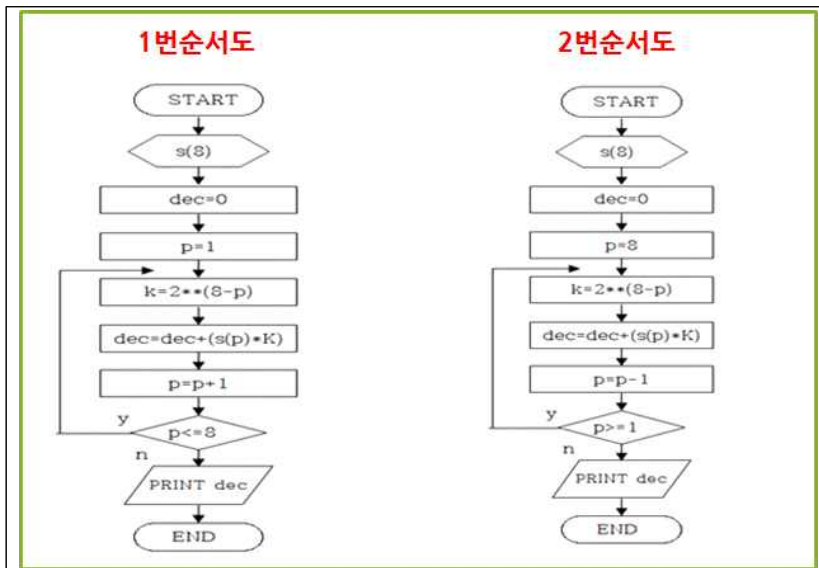 1번순서도
START
s(8)
dec=0
p=1
k=2**(8-p)
dec=dec+(s(p)*K)
p=p+1
y
p<=8
n
PRINT dec
END
2번순서도
START
s(8)
dec=0
p=8
k=2**(8-p)
dec=dec+(s(p)*K)
p=p-1
y
p>=1
n
PRINT dec
END